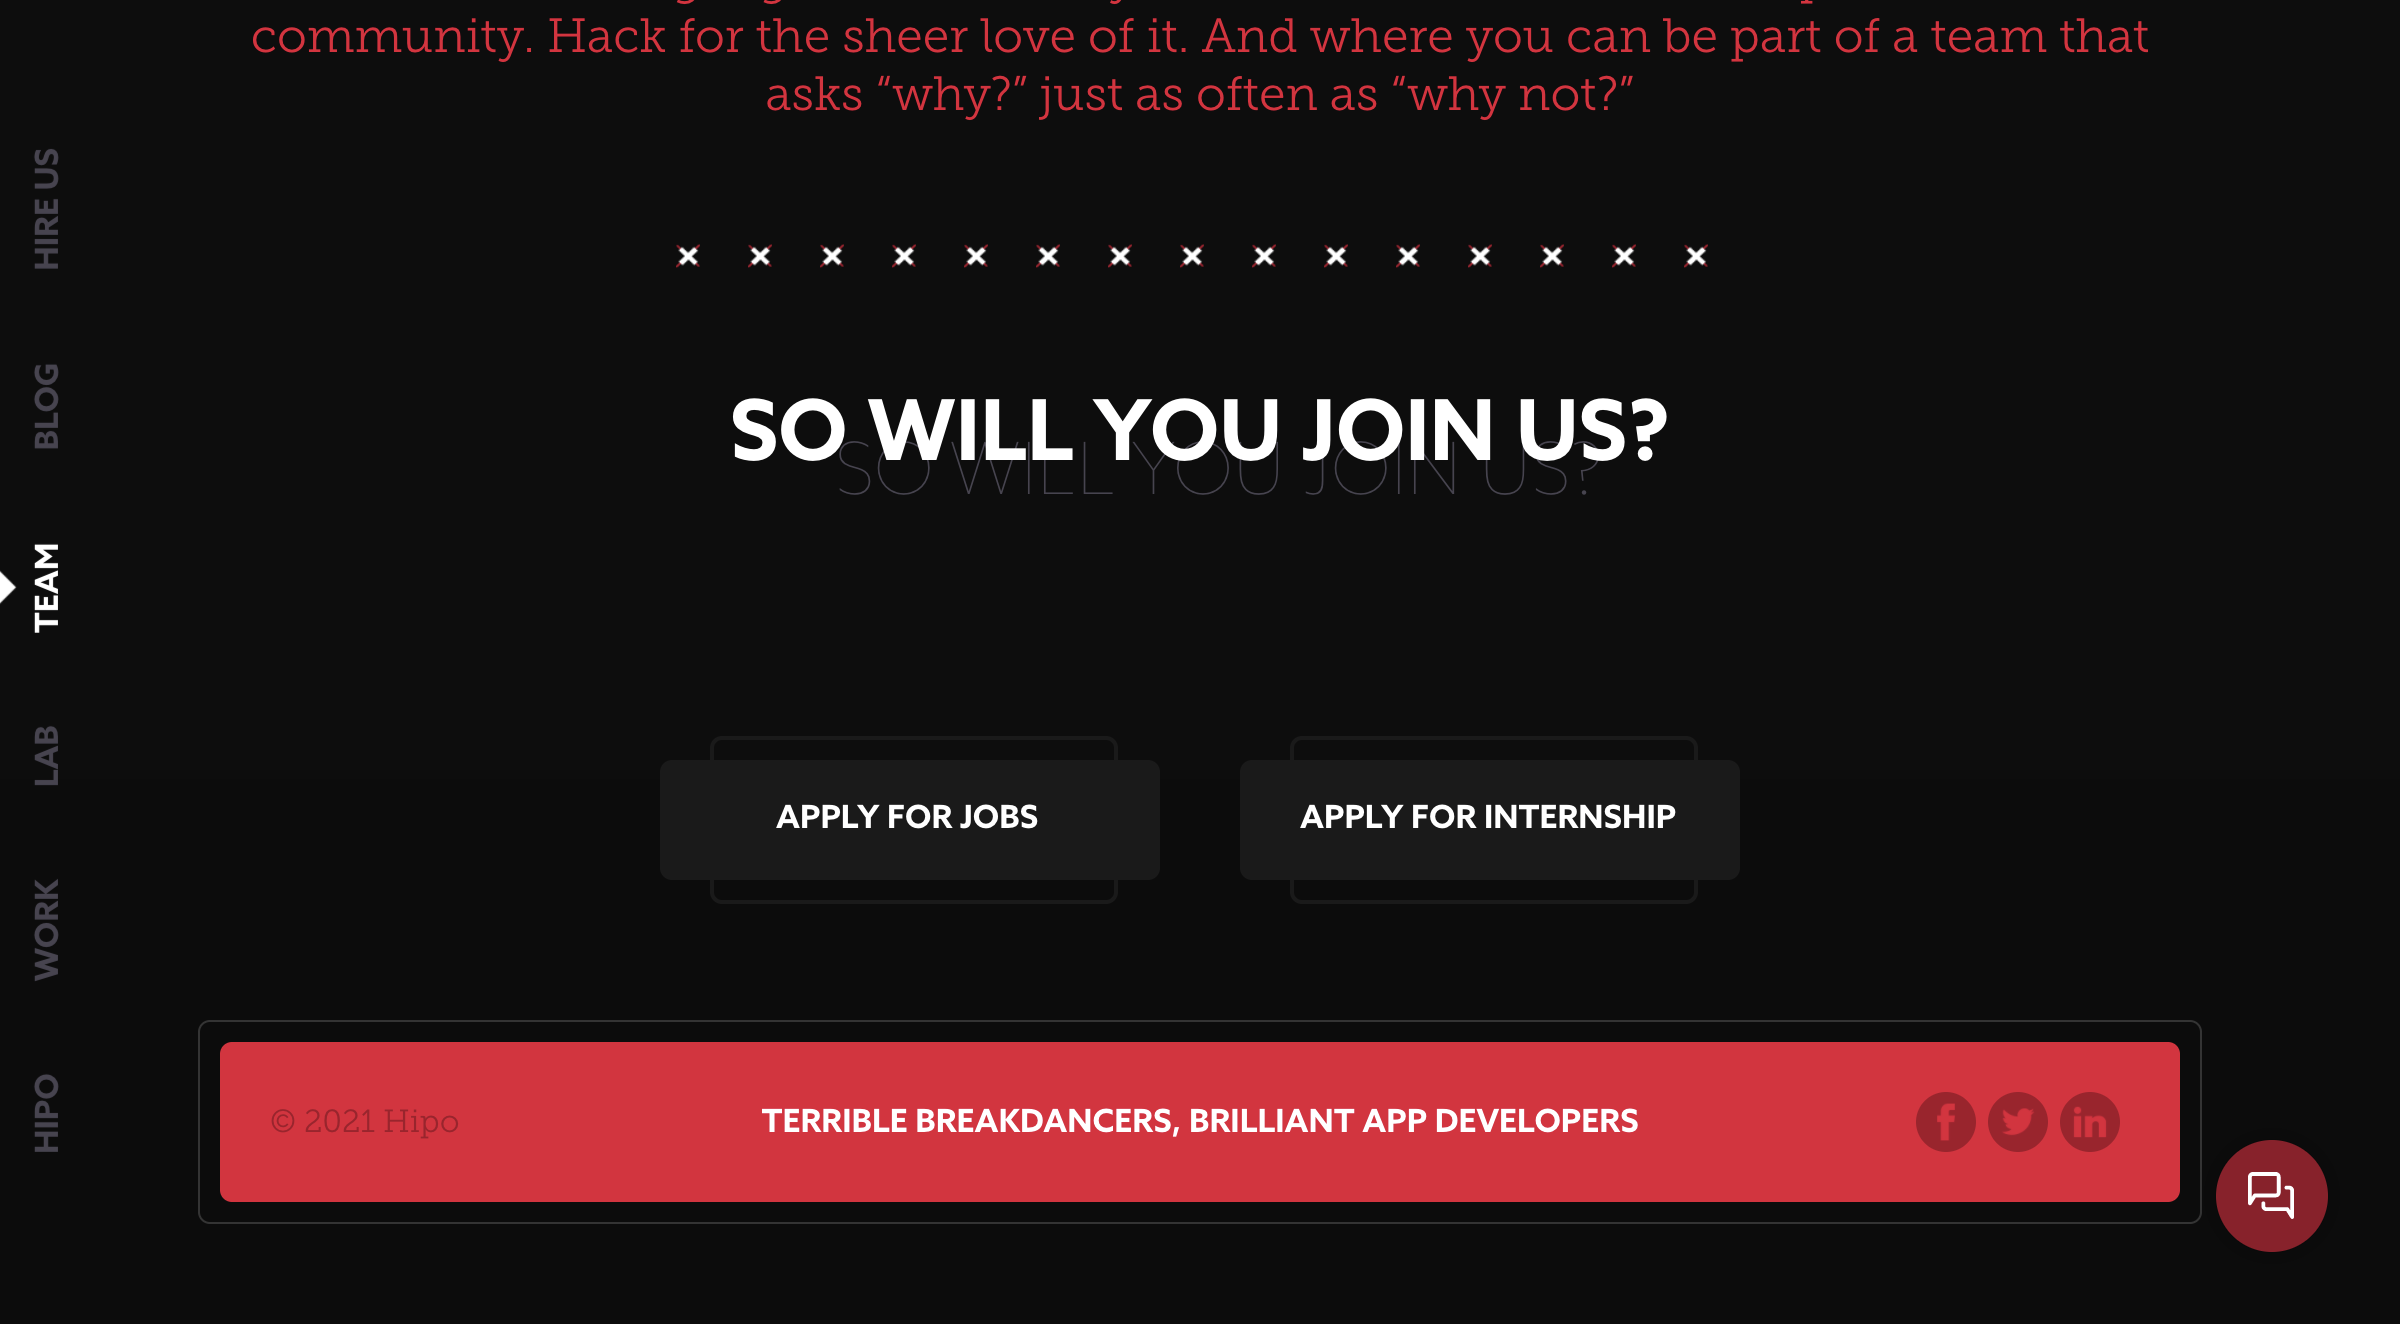 community. Hack for the sheer love of it. And where you can be part of a team that
asks “why?” just as often as “why not?”
HIRE US
BLOG
TEAM
LAB
WORK
HIPO
SO WILL YOU JOIN US?
SO WILL YOU JOIN US?
APPLY FOR JOBS
APPLY FOR INTERNSHIP
© 2021 Hipo
TERRIBLE BREAKDANCERS, BRILLIANT APP DEVELOPERS